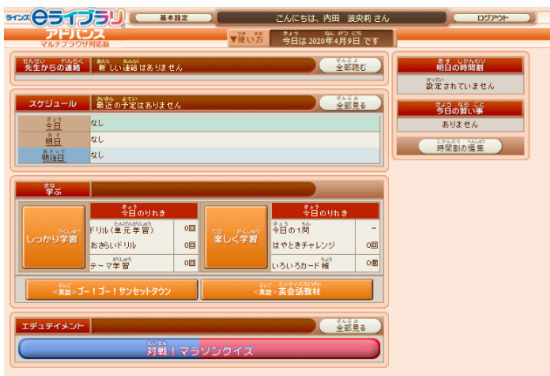 ラインズeライブラリ
アドバンス
マルチブラウザ対応版
基本設定
こんにちは、内田 波央莉 さん
ログアウト
▼使い方
今日は 2020年4月9日 です
先生からの連絡
新しい連絡はありません
全部読む
スケジュール
最近の予定はありません
全部見る
今日
なし
明日
なし
明後日
なし
学ぶ
しっかり学習
今日のりれき
ドリル(単元学習)
0回
おさらいドリル
0回
テーマ学習
0回
楽しく学習
今日のりれき
今日の1問
-
はやときチャレンジ
0回
いろいろカード帳
0個
<英語>ゴー!ゴー!サンセットタウン
<英語>英会話教材
エデュテイメント
全部見る
対戦!マラソンクイズ
明日の時間割
設定されていません
今日の習い事
ありません
時間割の編集